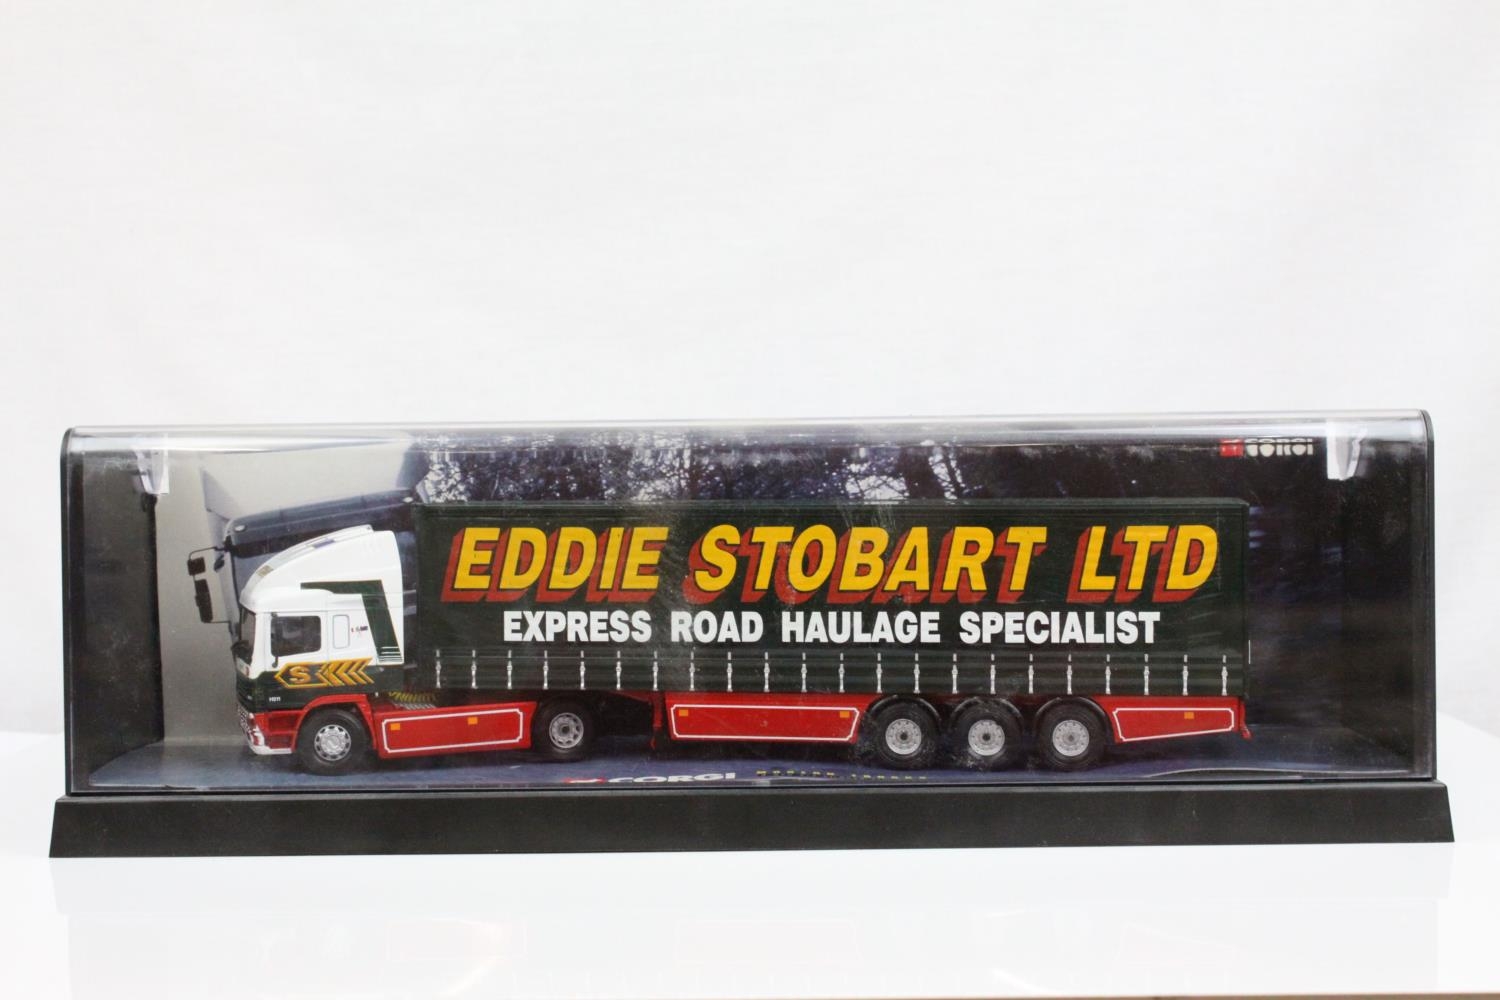 CORGI
EDDIE STOBART LTD
EXPRESS ROAD HAULAGE SPECIALIST
S
CORGI